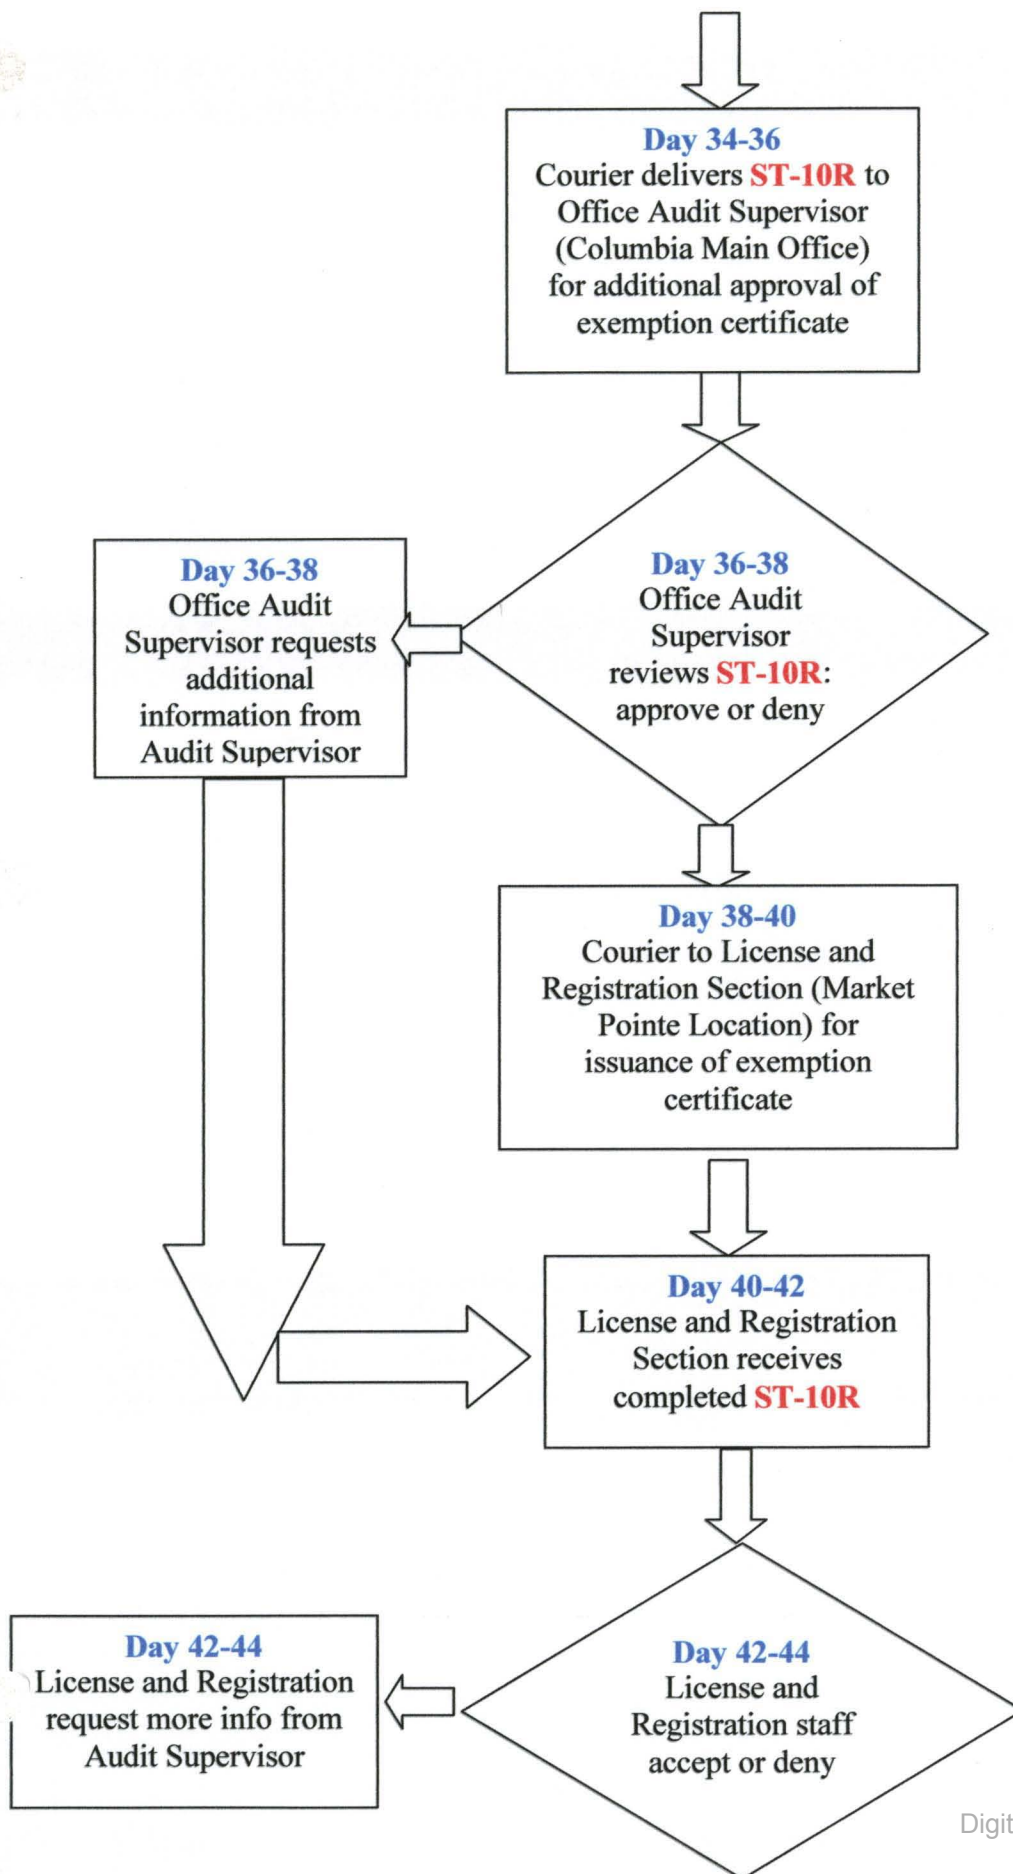 Day 34-36
Courier delivers ST-10R to
Office Audit Supervisor
(Columbia Main Office)
for additional approval of
exemption certificate
Day 36-38
Office Audit
Supervisor requests
additional
information from
Audit Supervisor
Day 36-38
Office Audit
Supervisor
reviews ST-10R:
approve or deny
Day 38-40
Courier to License and
Registration Section (Market
Pointe Location) for
issuance of exemption
certificate
Day 40-42
License and Registration
Section receives
completed ST-10R
Day 42-44
License and Registration
request more info from
Audit Supervisor
Day 42-44
License and
Registration staff
accept or deny
Digit